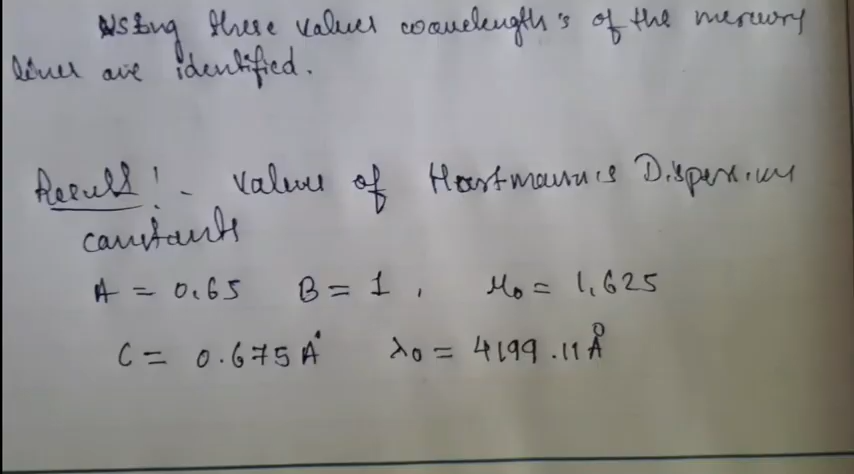 Using these values wavelength's of the mercury
lines are identified.
Result :- Values of Hartmann's Dispersion
constants
A = 0.65 B = 1 , μ0 = 1.625
C = 0.675 A° λ0 = 4199.11 A°